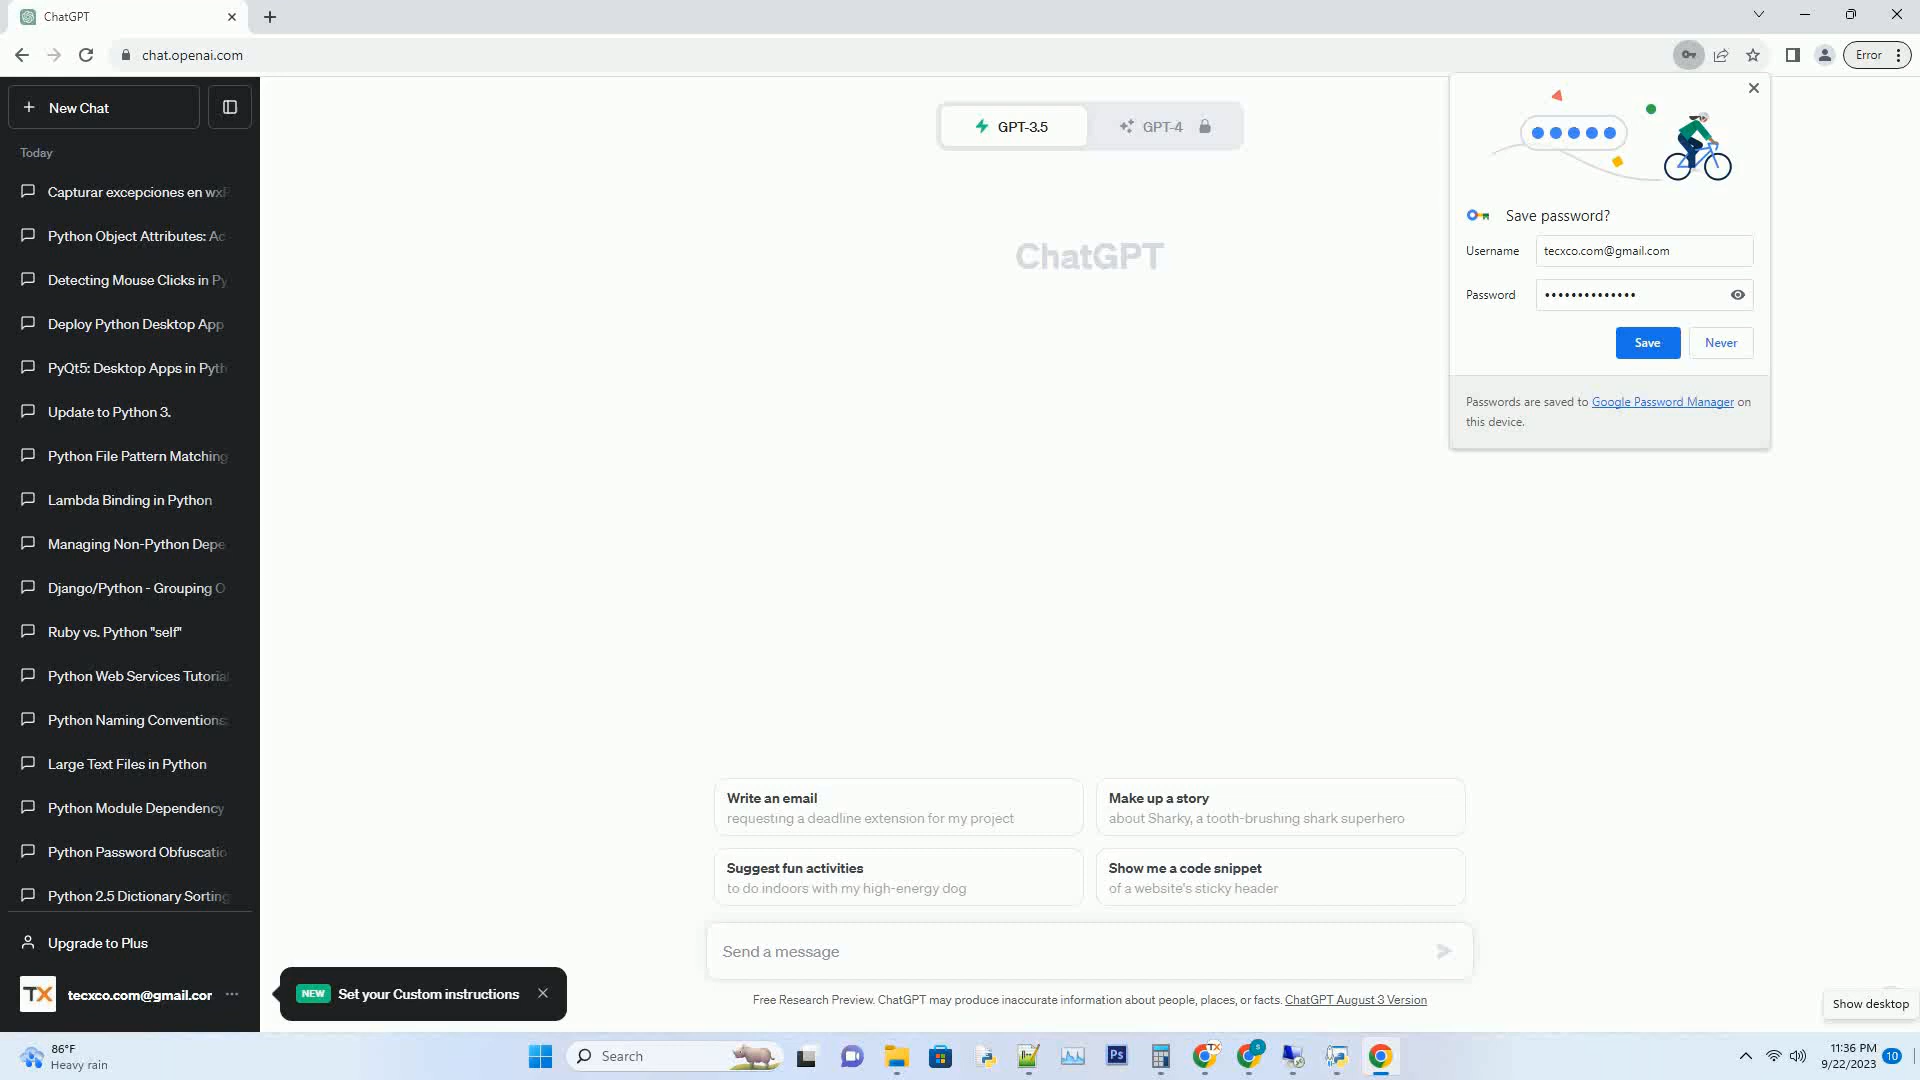 ChatGPT
chat.openai.com
Error
New Chat
Today
Capturar excepciones en wxP
Python Object Attributes: Ac
Detecting Mouse Clicks in Py
Deploy Python Desktop App
PyQt5: Desktop Apps in Pyth
Update to Python 3.
Python File Pattern Matching
Lambda Binding in Python
Managing Non-Python Depe
Django/Python - Grouping O
Ruby vs. Python "self"
Python Web Services Tutorial
Python Naming Conventions:
Large Text Files in Python
Python Module Dependency
Python Password Obfuscatio
Python 2.5 Dictionary Sorting
Upgrade to Plus
TX
tecxco.com@gmail.com
GPT-3.5
GPT-4
ChatGPT
Save password?
Username
tecxco.com@gmail.com
Password
Save
Never
Passwords are saved to Google Password Manager on
this device.
Write an email
requesting a deadline extension for my project
Make up a story
about Sharky, a tooth-brushing shark superhero
Suggest fun activities
to do indoors with my high-energy dog
Show me a code snippet
of a website's sticky header
Send a message
NEW Set your Custom instructions
Free Research Preview. ChatGPT may produce inaccurate information about people, places, or facts. ChatGPT August 3 Version
Show desktop
86°F
Heavy rain
Search
Ps
TX
S
11:36 PM
9/22/2023
10